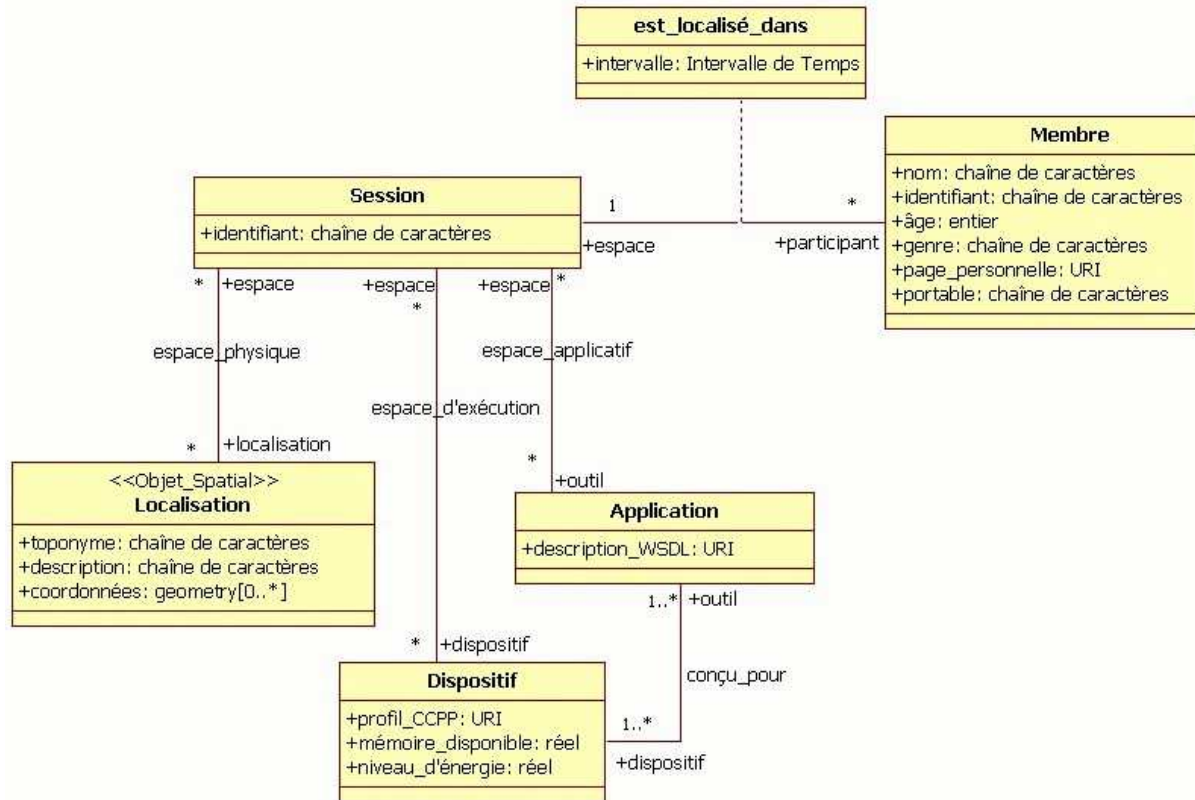 est_localisé_dans
+intervalle: Intervalle de Temps
Membre
+nom: chaîne de caractères
+identifiant: chaîne de caractères
+âge: entier
+genre: chaîne de caractères
+page_personnelle: URI
+portable: chaîne de caractères
Session
+identifiant: chaîne de caractères
1
*
+espace
+participant
* +espace
+espace
*
+espace *
espace_physique
espace_applicatif
espace_d'exécution
* +localisation
*
+outil
<<Objet_Spatial>>
Localisation
+toponyme: chaîne de caractères
+description: chaîne de caractères
+coordonnées: geometry[0..*]
Application
+description_WSDL: URI
1..* +outil
* +dispositif
conçu_pour
Dispositif
+profil_CCPP: URI
+mémoire_disponible: réel
+niveau_d'énergie: réel
1..*
+dispositif